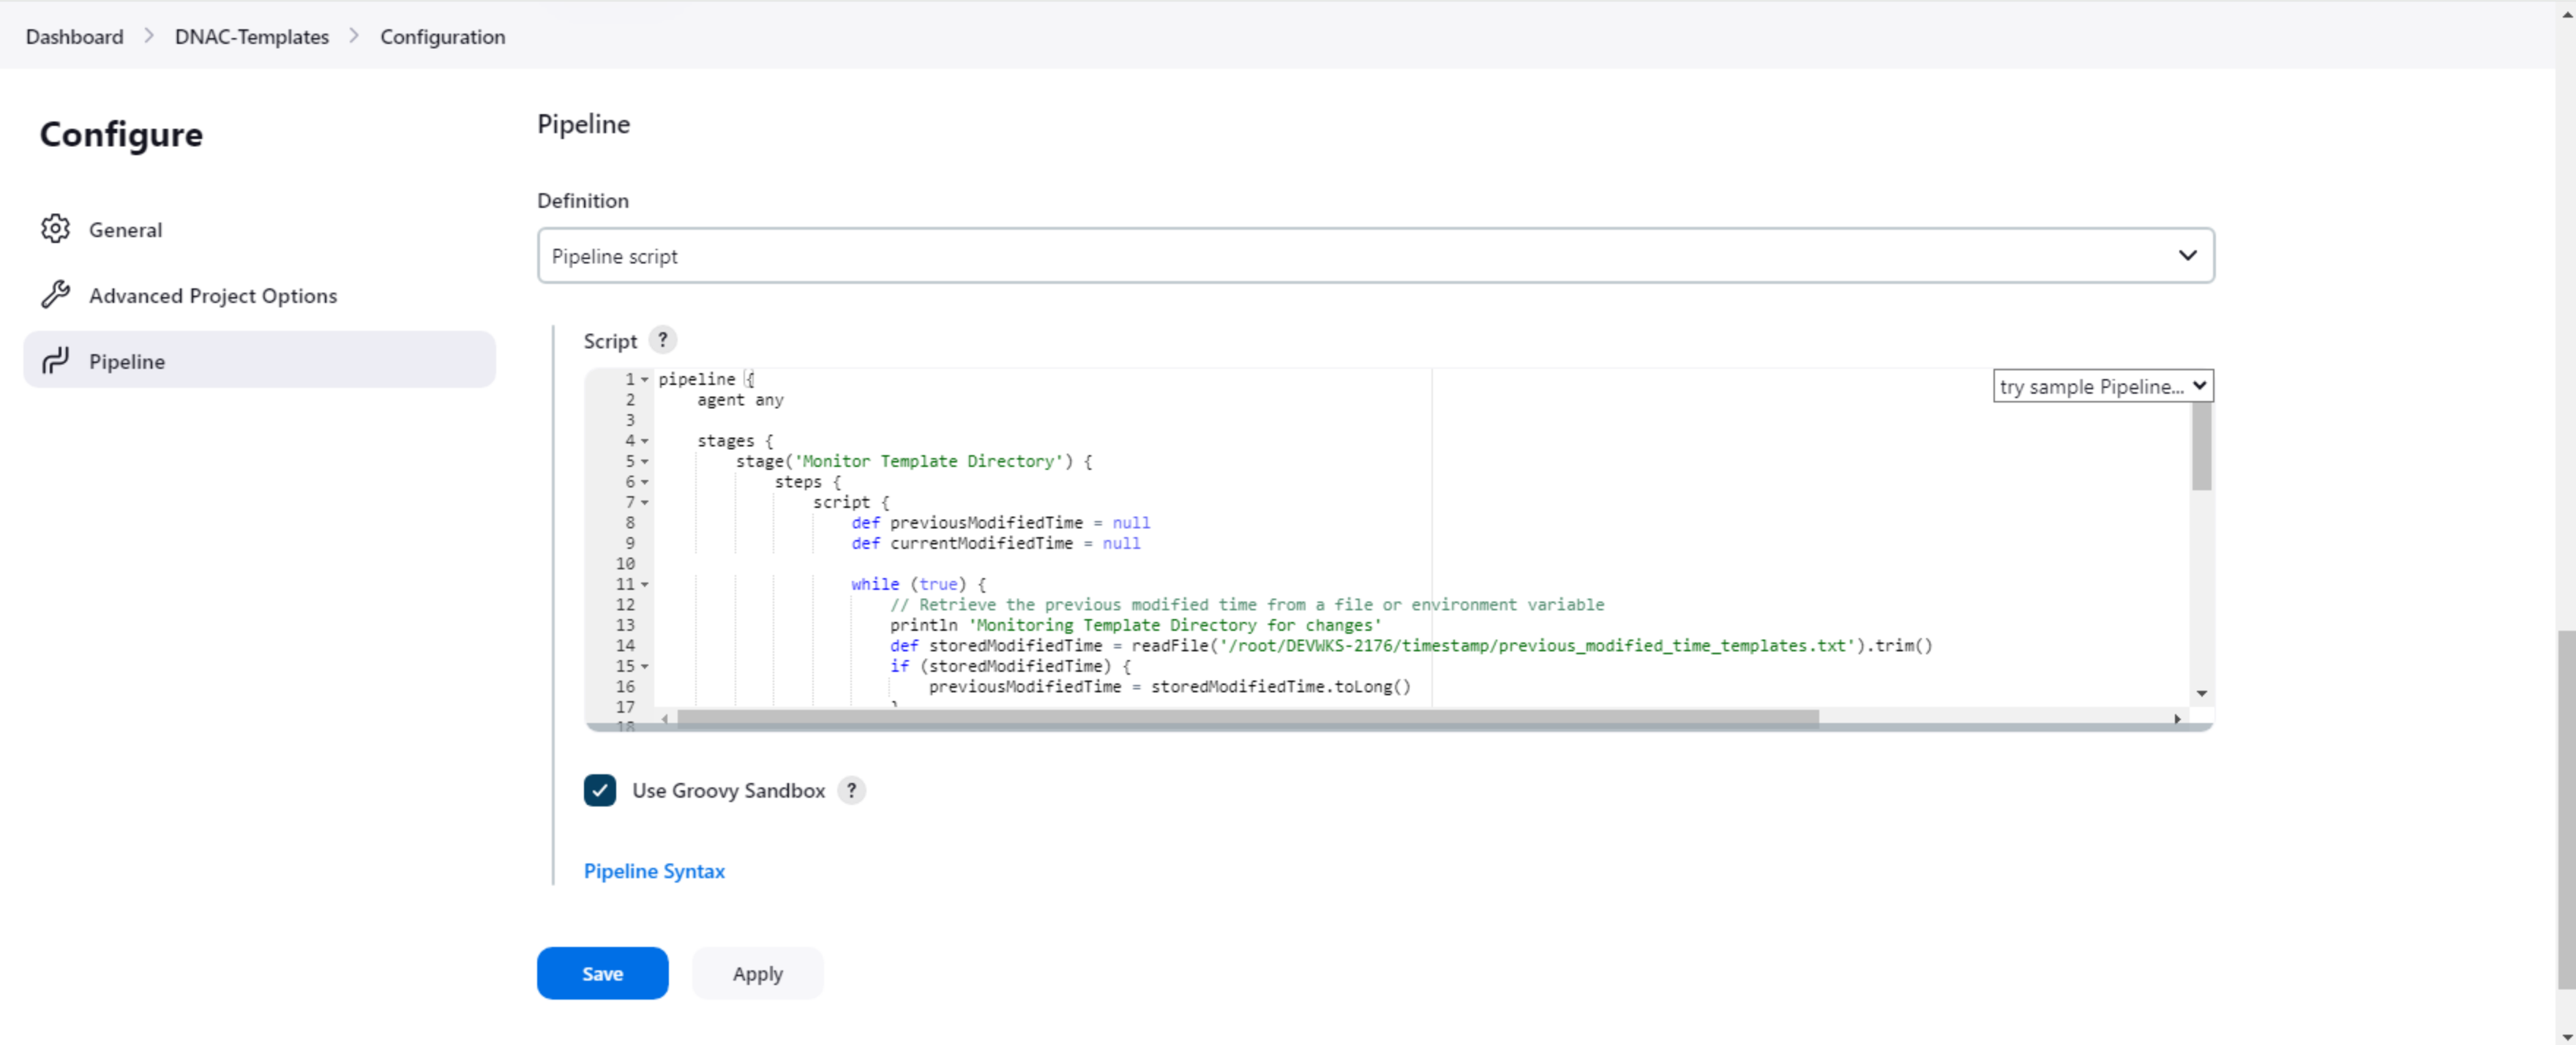 Dashboard > DNAC-Templates > Configuration
Configure
General
Advanced Project Options
Pipeline
Pipeline
Definition
Pipeline script
Script ?
try sample Pipeline...
1 pipeline {
2     agent any
3
4     stages {
5         stage('Monitor Template Directory') {
6             steps {
7                 script {
8                     def previousModifiedTime = null
9                     def currentModifiedTime = null
10
11                     while (true) {
12                         // Retrieve the previous modified time from a file or environment variable
13                         println 'Monitoring Template Directory for changes'
14                         def storedModifiedTime = readFile('/root/DEVWKS-2176/timestamp/previous_modified_time_templates.txt').trim()
15                         if (storedModifiedTime) {
16                             previousModifiedTime = storedModifiedTime.toLong()
17                         }
18
Use Groovy Sandbox ?
Pipeline Syntax
Save
Apply